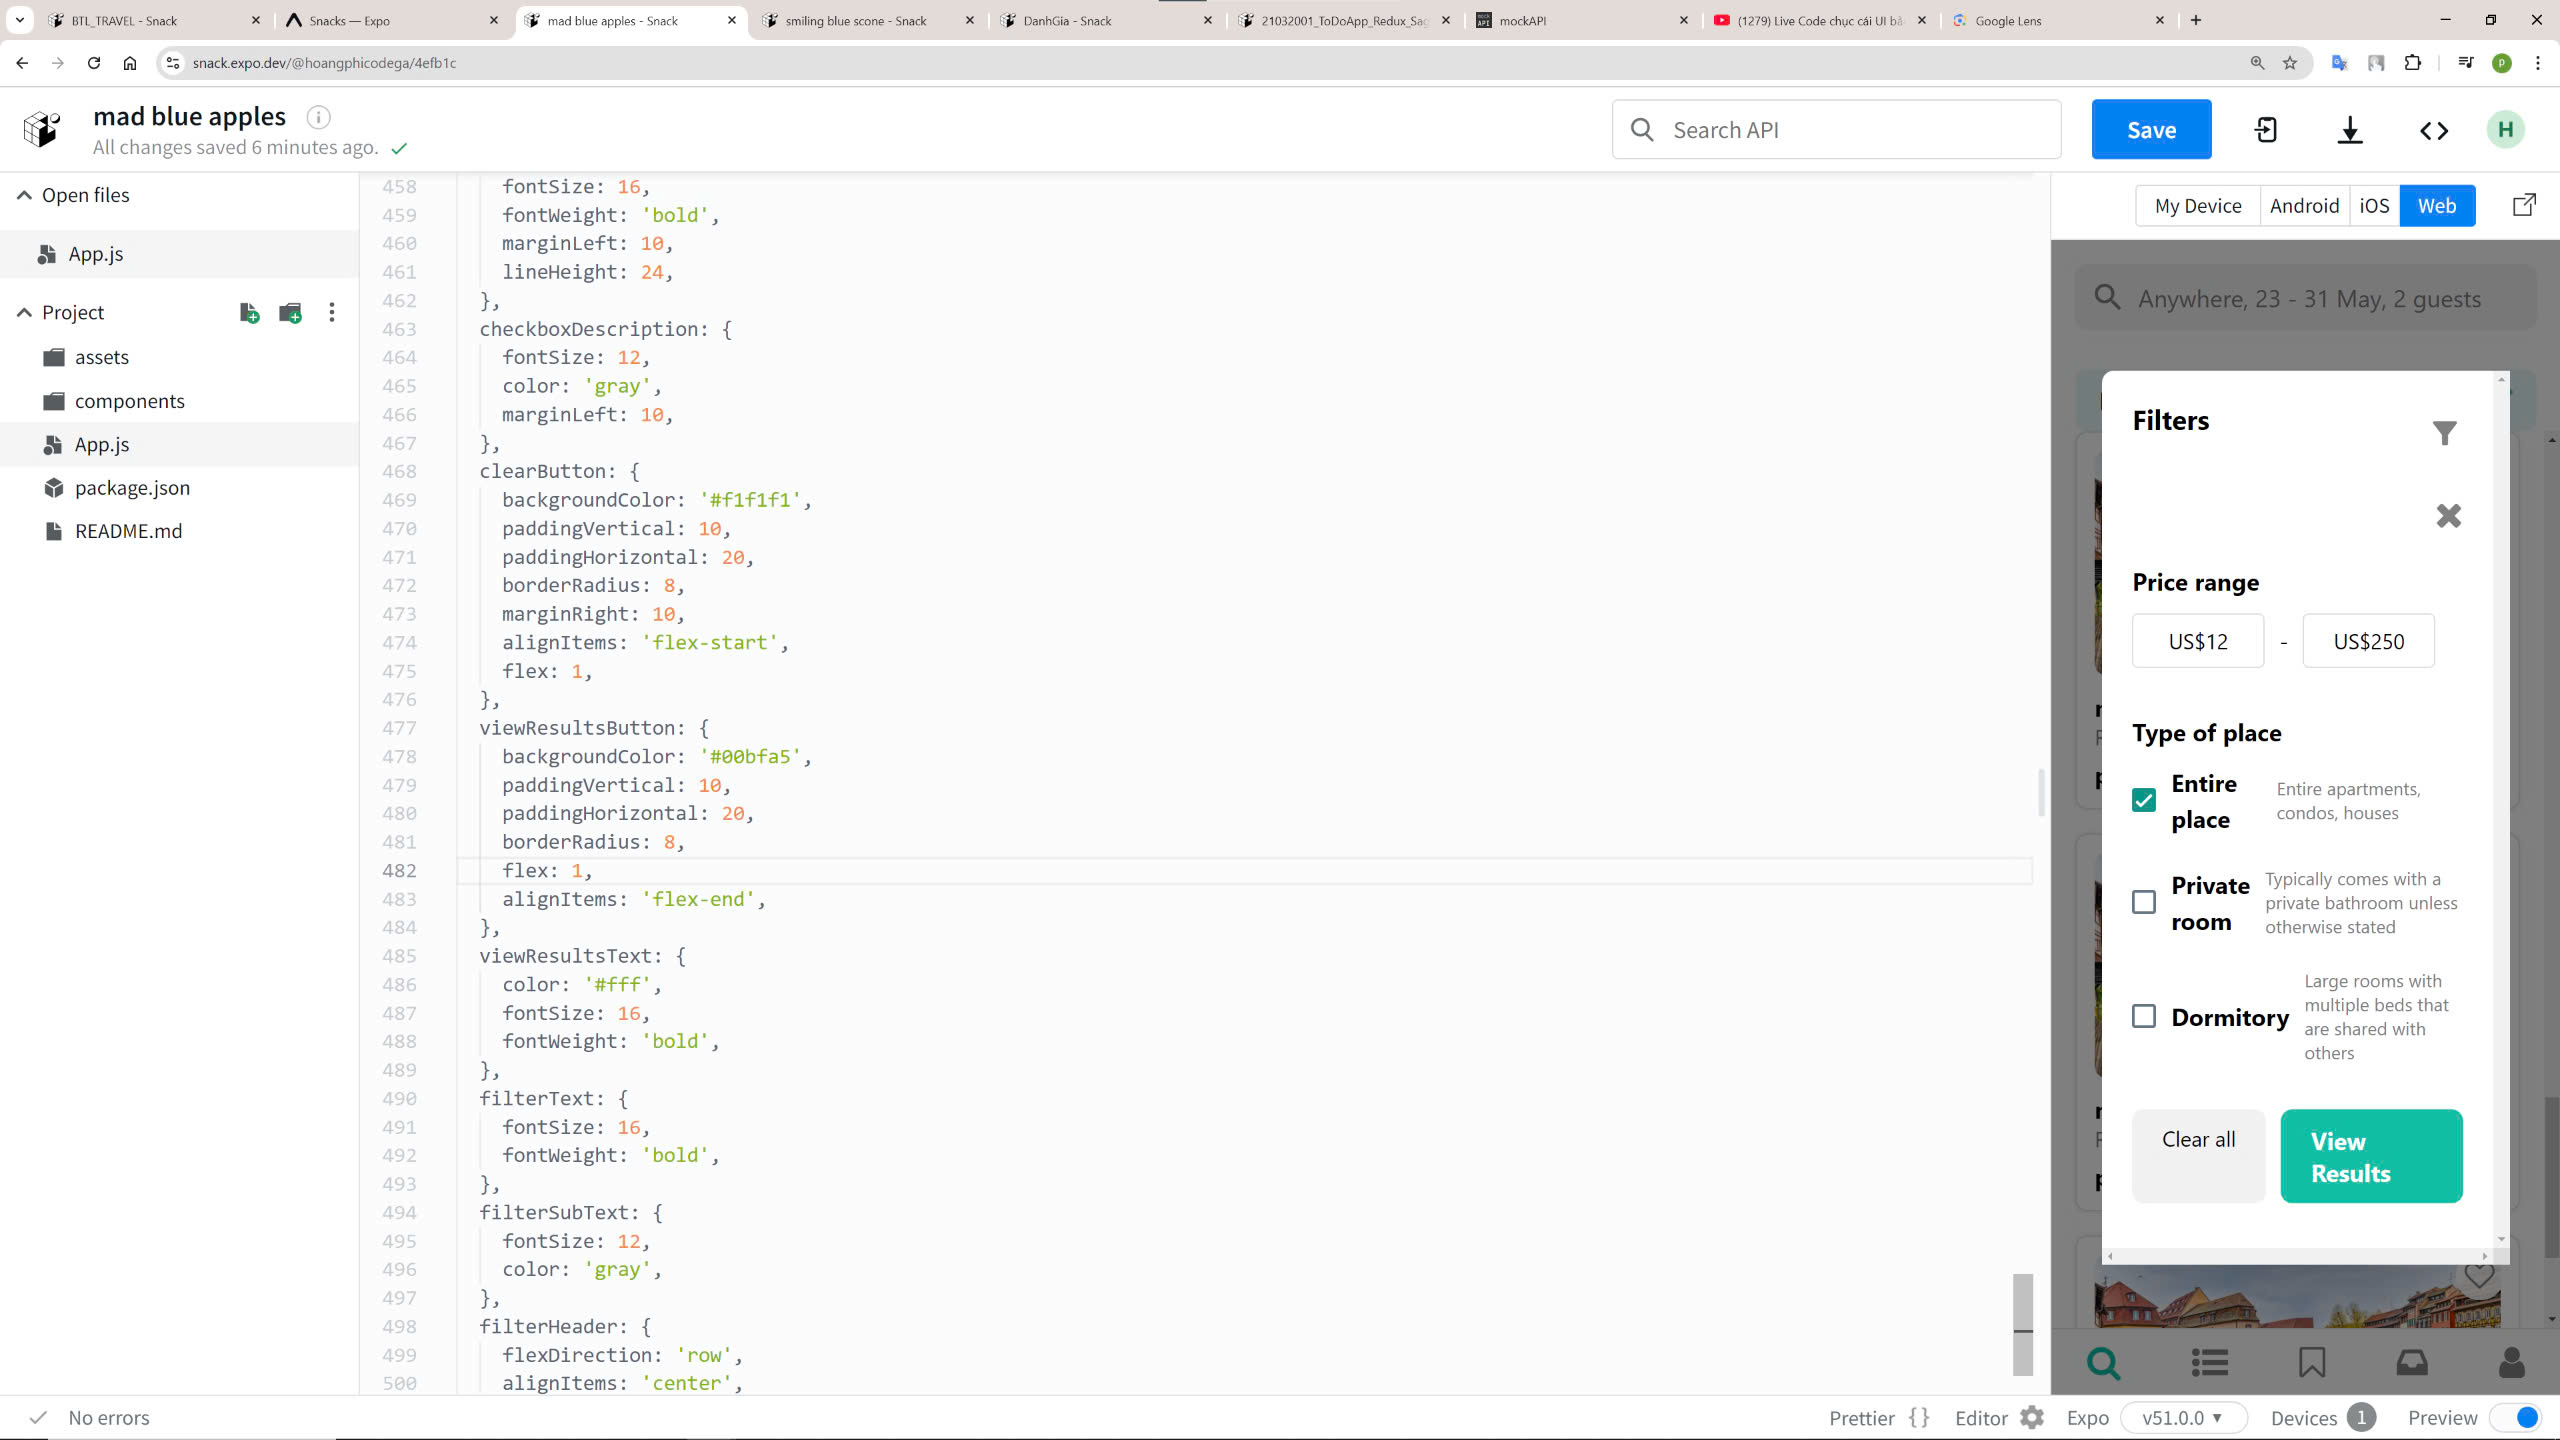 BTL_TRAVEL - Snack
Snacks — Expo
mad blue apples - Snack
smiling blue scone - Snack
DanhGia - Snack
21032001_ToDoApp_Redux_Sag
mockAPI
(1279) Live Code chục cái UI bằ
Google Lens
snack.expo.dev/@hoangphicodega/4efb1c
P
mad blue apples
All changes saved 6 minutes ago.
Search API
Save
H
Open files
App.js
Project
assets
components
App.js
package.json
README.md
458 fontSize: 16,
459 fontWeight: 'bold',
460 marginLeft: 10,
461 lineHeight: 24,
462 },
463 checkboxDescription: {
464 fontSize: 12,
465 color: 'gray',
466 marginLeft: 10,
467 },
468 clearButton: {
469 backgroundColor: '#f1f1f1',
470 paddingVertical: 10,
471 paddingHorizontal: 20,
472 borderRadius: 8,
473 marginRight: 10,
474 alignItems: 'flex-start',
475 flex: 1,
476 },
477 viewResultsButton: {
478 backgroundColor: '#00bfa5',
479 paddingVertical: 10,
480 paddingHorizontal: 20,
481 borderRadius: 8,
482 flex: 1,
483 alignItems: 'flex-end',
484 },
485 viewResultsText: {
486 color: '#fff',
487 fontSize: 16,
488 fontWeight: 'bold',
489 },
490 filterText: {
491 fontSize: 16,
492 fontWeight: 'bold',
493 },
494 filterSubText: {
495 fontSize: 12,
496 color: 'gray',
497 },
498 filterHeader: {
499 flexDirection: 'row',
500 alignItems: 'center',
My Device
Android
iOS
Web
Anywhere, 23 - 31 May, 2 guests
Filters
Price range
US$12 - US$250
Type of place
Entire place
Entire apartments,
condos, houses
Private room
Typically comes with a
private bathroom unless
otherwise stated
Dormitory
Large rooms with
multiple beds that
are shared with
others
Clear all
View
Results
No errors
Prettier {}
Editor
Expo
v51.0.0
Devices 1
Preview